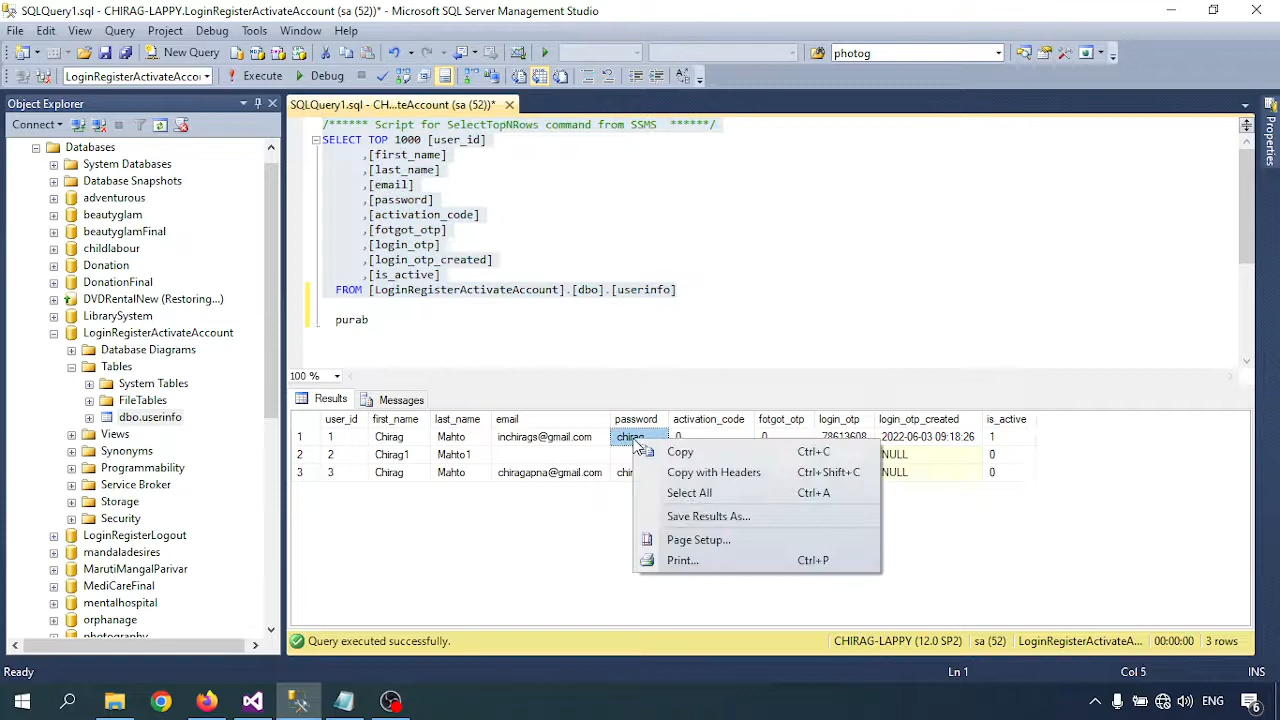 SQLQuery1.sql - CHIRAG-LAPPY.LoginRegisterActivateAccount (sa (52))* - Microsoft SQL Server Management Studio
File Edit View Query Project Debug Tools Window Help
New Query photog
LoginRegisterActivateAccou Execute Debug
Object Explorer
Connect
Databases
System Databases
Database Snapshots
adventurous
beautyglam
beautyglamFinal
childlabour
Donation
DonationFinal
DVDRentalNew (Restoring...)
LibrarySystem
LoginRegisterActivateAccount
Database Diagrams
Tables
System Tables
FileTables
dbo.userinfo
Views
Synonyms
Programmability
Service Broker
Storage
Security
LoginRegisterLogout
mandaladesires
MarutiMangalParivar
MediCareFinal
mentalhospital
orphanage
photography
SQLQuery1.sql - CH...teAccount (sa (52))*
/****** Script for SelectTopNRows command from SSMS ******/
SELECT TOP 1000 [user_id]
,[first_name]
,[last_name]
,[email]
,[password]
,[activation_code]
,[fotgot_otp]
,[login_otp]
,[login_otp_created]
,[is_active]
FROM [LoginRegisterActivateAccount].[dbo].[userinfo]
purab
100 %
Results Messages
user_id first_name last_name email password activation_code fotgot_otp login_otp login_otp_created is_active
1 1 Chirag Mahto inchirags@gmail.com chirag 0 0 78613608 2022-06-03 09:18:26 1
2 2 Chirag1 Mahto1 NULL 0
3 3 Chirag Mahto chiragapna@gmail.com chi NULL 0
Copy Ctrl+C
Copy with Headers Ctrl+Shift+C
Select All Ctrl+A
Save Results As...
Page Setup...
Print... Ctrl+P
Query executed successfully. CHIRAG-LAPPY (12.0 SP2) sa (52) LoginRegisterActivateA... 00:00:00 3 rows
Properties
Ready Ln 1 Col 5 INS
ENG 6